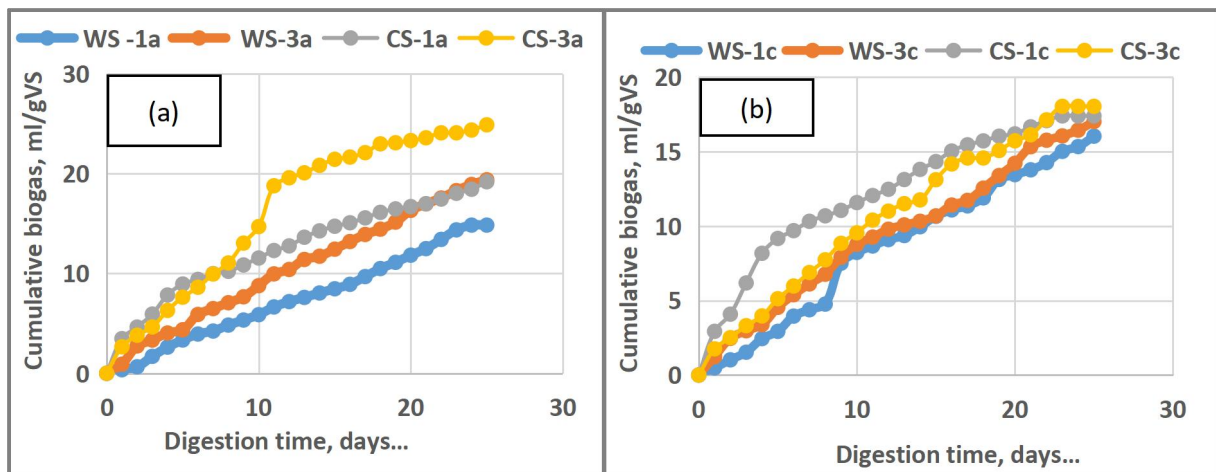 WS -1a WS-3a CS-1a CS-3a
30
20
10
0
0 10 20 30
(a)
Cumulative biogas, ml/gVS
Digestion time, days...
WS-1c WS-3c CS-1c CS-3c
20
15
10
5
0
0 10 20 30
(b)
Cumulative biogas, ml/gVS
Digestion time, days...